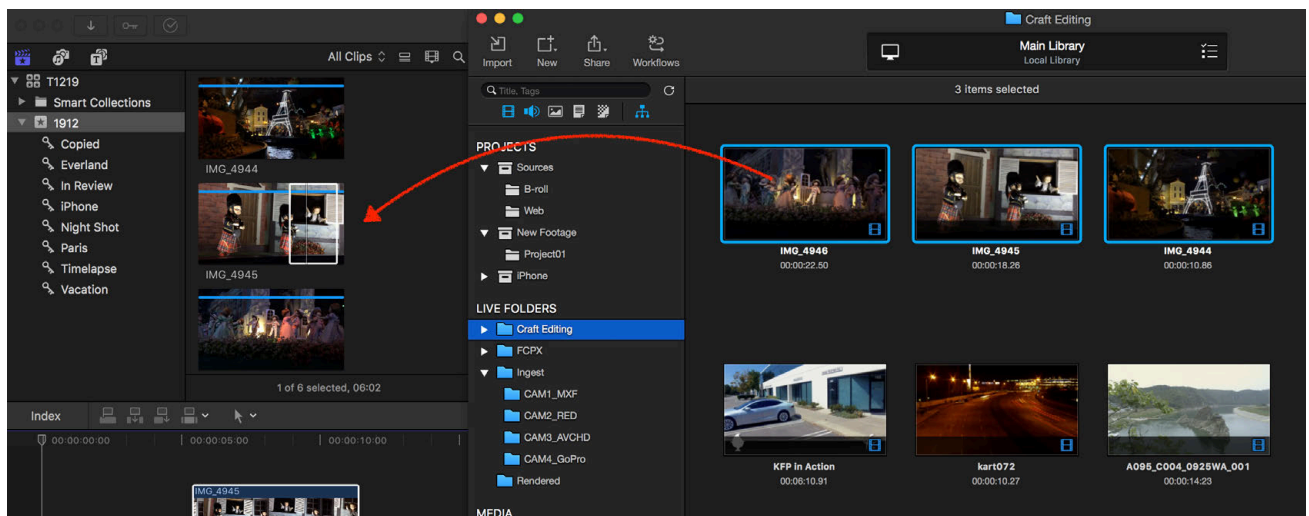 All Clips
T1219
Smart Collections
1912
Copied
Everland
In Review
iPhone
Night Shot
Paris
Timelapse
Vacation
IMG_4944
IMG_4945
1 of 6 selected, 06:02
Index
00:00:00:00
00:00:05:00
00:00:10:00
IMG_4945
Craft Editing
Import
New
Share
Workflows
Main Library
Local Library
Title, Tags
3 items selected
PROJECTS
Sources
B-roll
Web
New Footage
Project01
iPhone
LIVE FOLDERS
Craft Editing
FCPX
Ingest
CAM1_MXF
CAM2_RED
CAM3_AVCHD
CAM4_GoPro
Rendered
MEDIA
IMG_4946
00:00:22.50
IMG_4945
00:00:18.26
IMG_4944
00:00:10.86
KFP in Action
00:06:10.91
kart072
00:00:10.27
A095_C004_0925WA_001
00:00:14:23